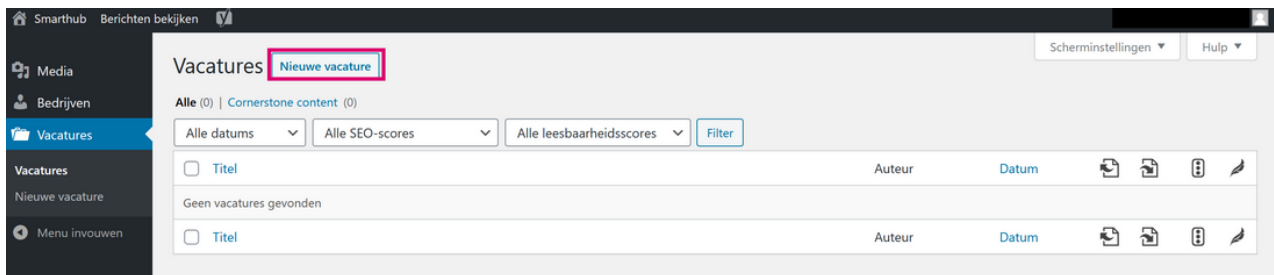 Smarthub Berichten bekijken
Scherminstellingen Hulp
Media
Bedrijven
Vacatures
Vacatures
Nieuwe vacature
Menu invouwen
Vacatures Nieuwe vacature
Alle (0) | Cornerstone content (0)
Alle datums Alle SEO-scores Alle leesbaarheidsscores Filter
Titel Auteur Datum
Geen vacatures gevonden
Titel Auteur Datum